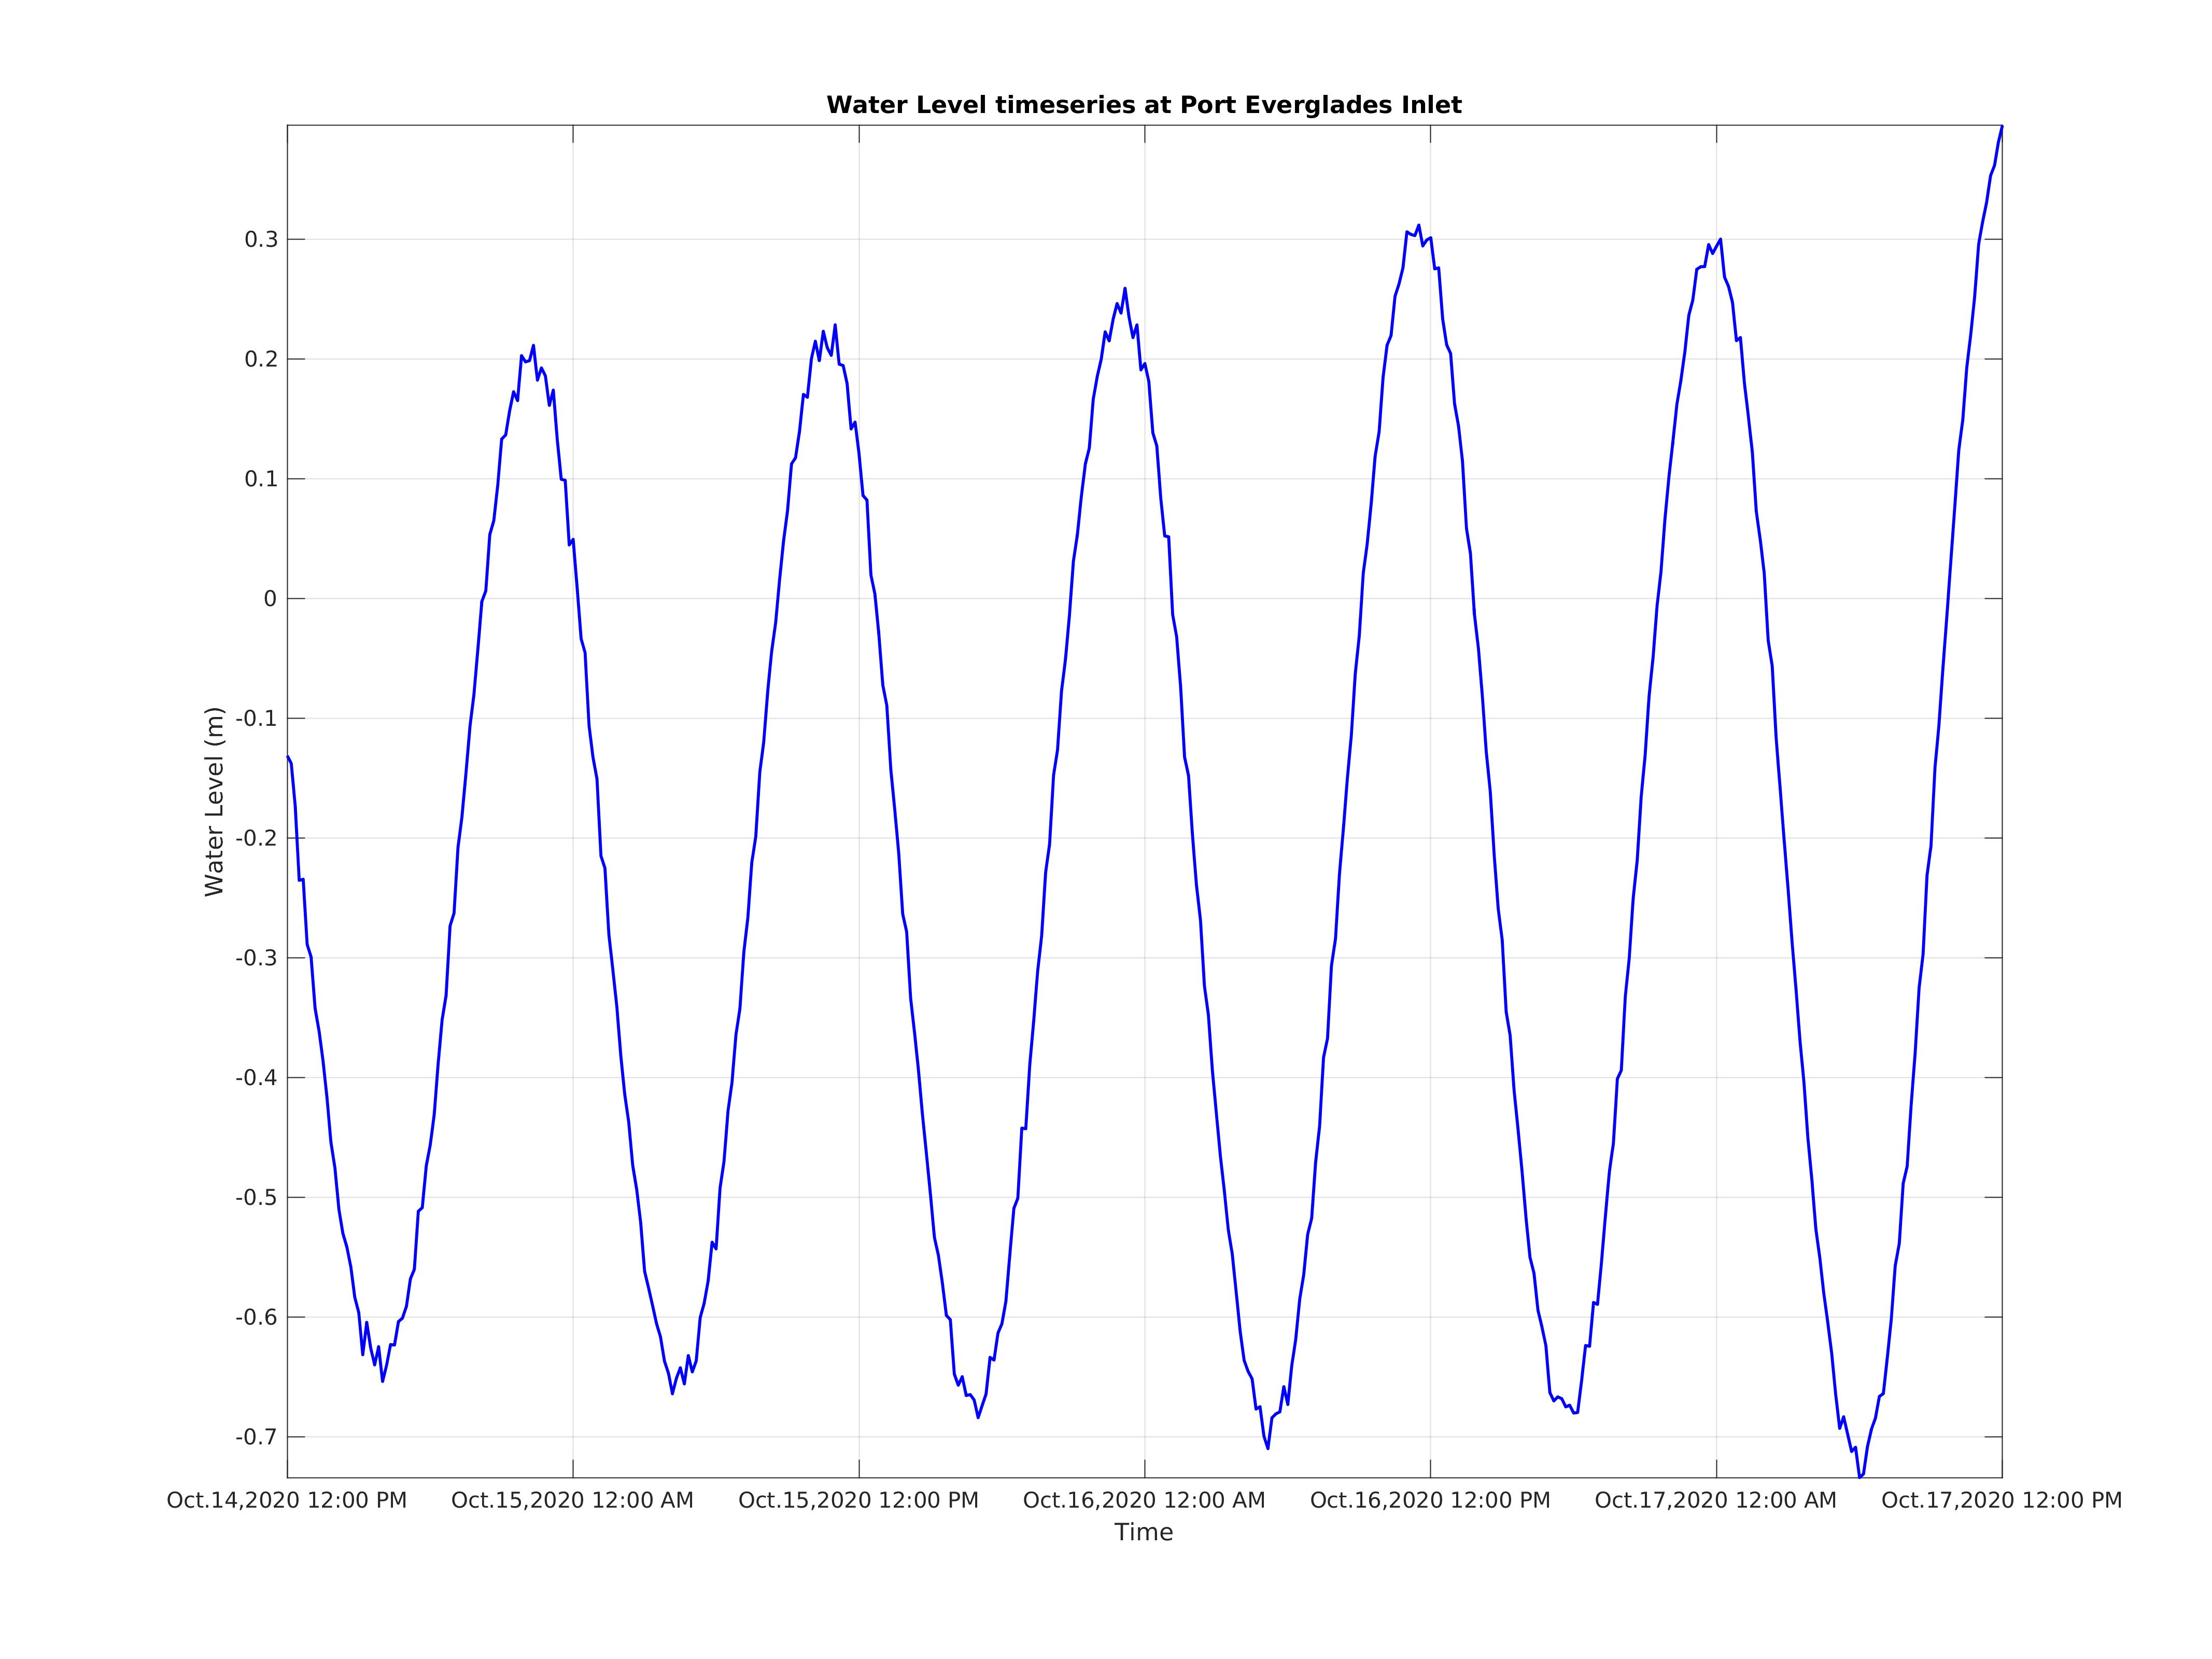 Water Level timeseries at Port Everglades Inlet
0.3
0.2
0.1
0
-0.1
-0.2
-0.3
-0.4
-0.5
-0.6
-0.7
Water Level (m)
Oct.14,2020 12:00 PM Oct.15,2020 12:00 AM Oct.15,2020 12:00 PM Oct.16,2020 12:00 AM Oct.16,2020 12:00 PM Oct.17,2020 12:00 AM Oct.17,2020 12:00 PM
Time